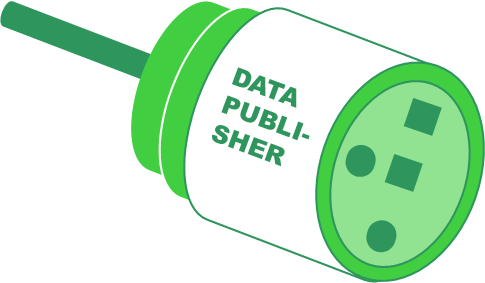 DATA
PUBLI-
SHER